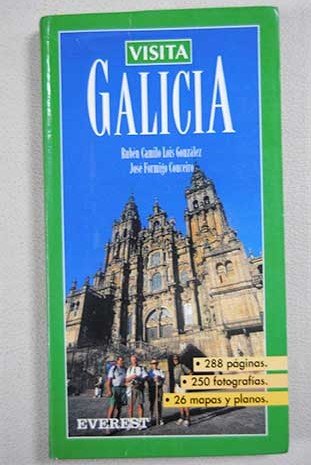 VISITA
GALICIA
Rubén Camilo Lois González
José Formigo Couceiro
• 288 páginas.
• 250 fotografías.
• 26 mapas y planos.
EVEREST